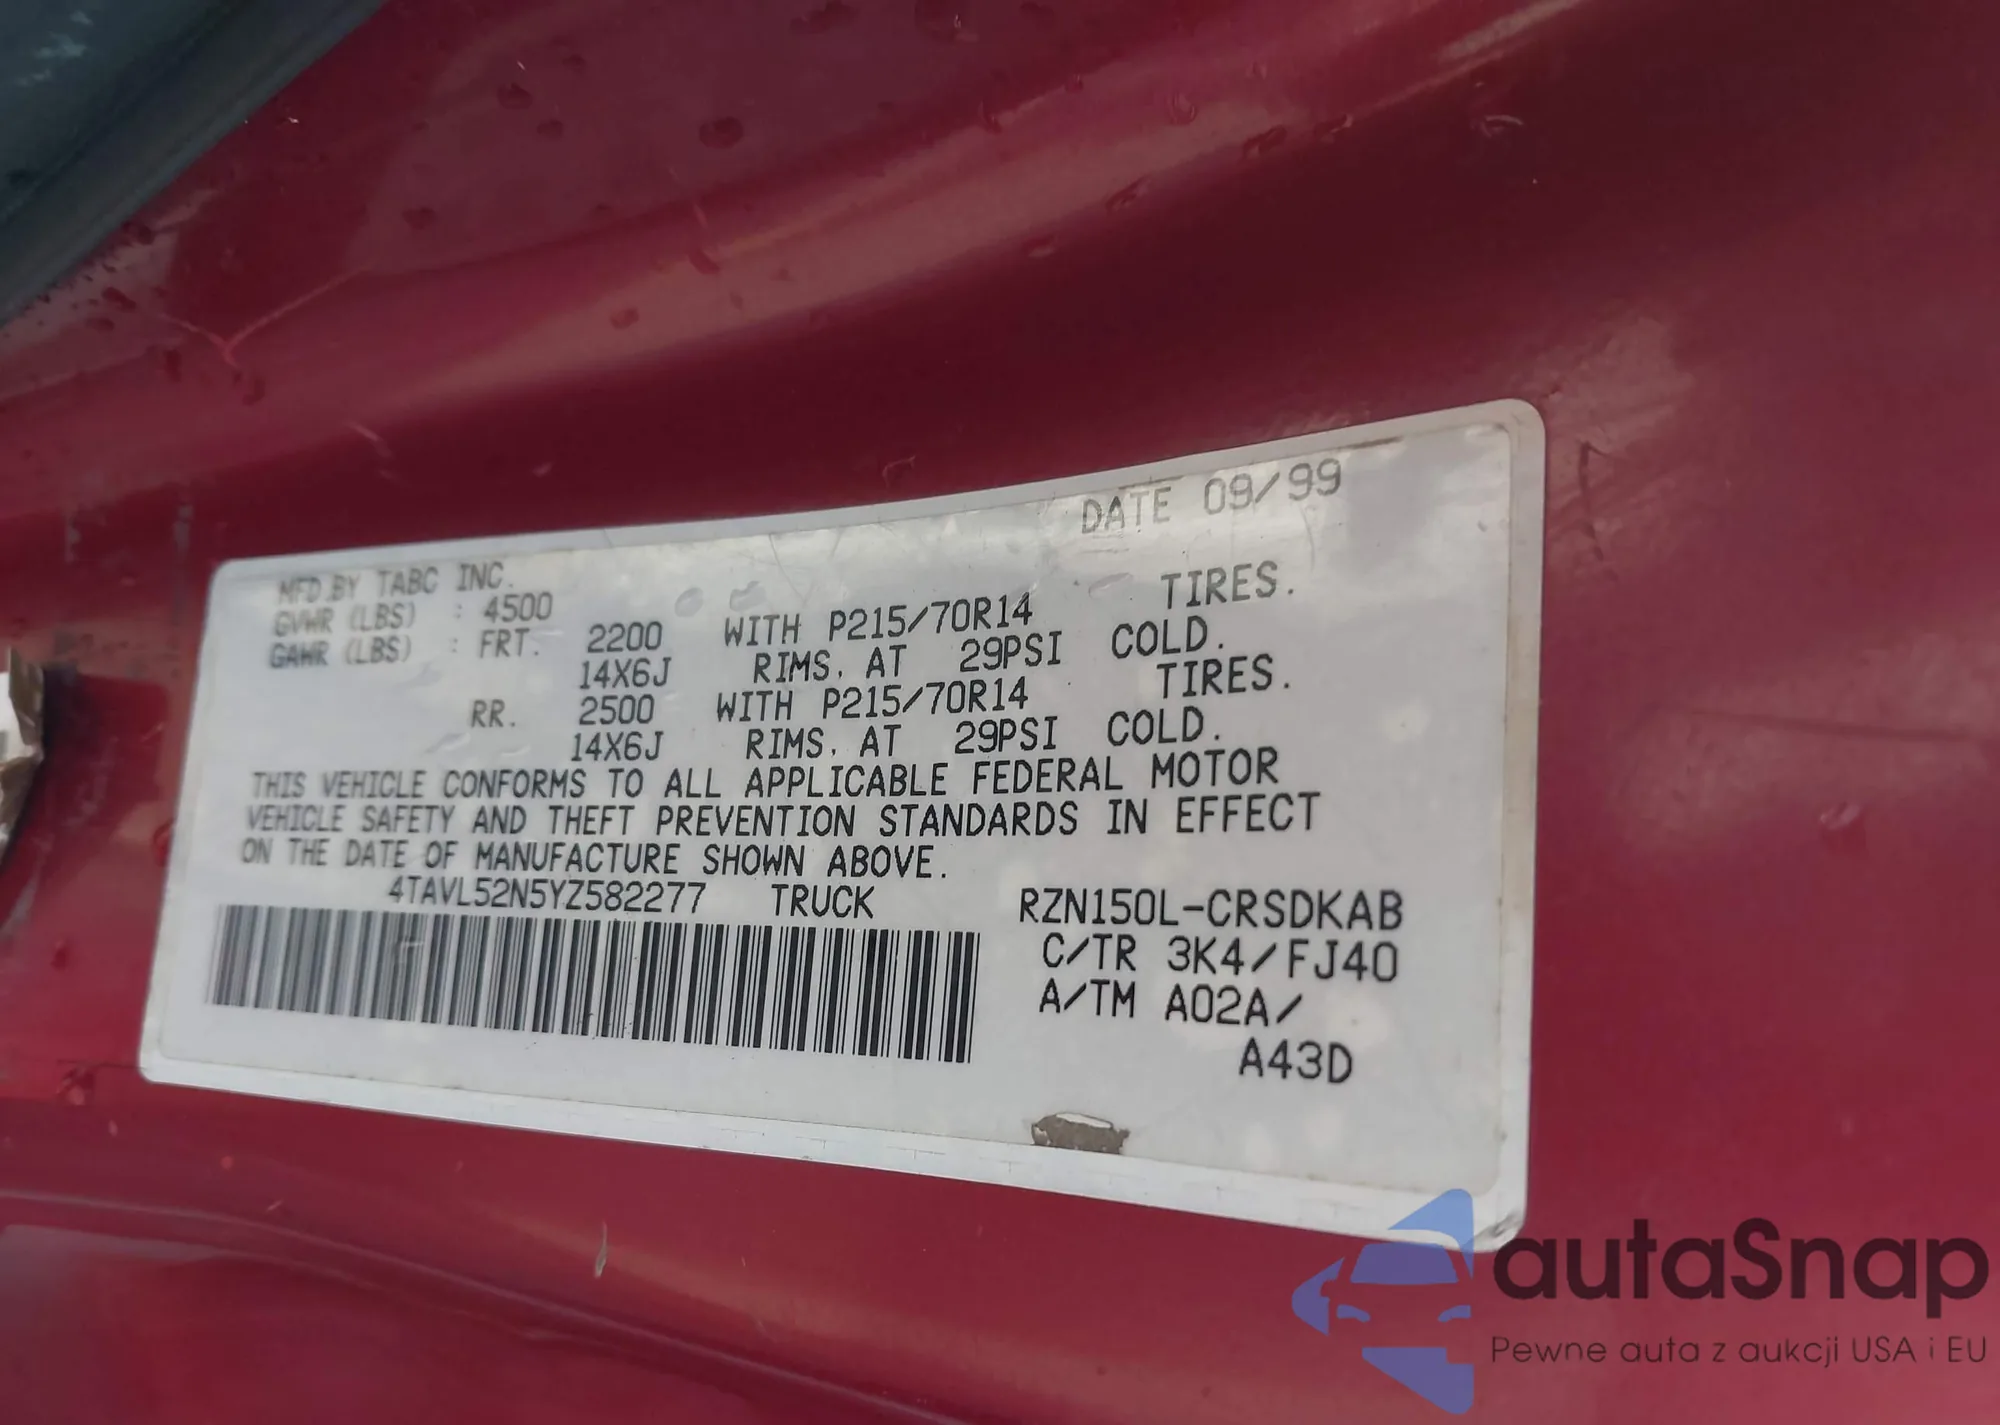 DATE 09/99
MFD.BY TABC INC.
GVWR (LBS) : 4500
GAWR (LBS) : FRT. 2200 WITH P215/70R14 TIRES.
14X6J RIMS, AT 29PSI COLD.
RR. 2500 WITH P215/70R14 TIRES.
14X6J RIMS, AT 29PSI COLD.
THIS VEHICLE CONFORMS TO ALL APPLICABLE FEDERAL MOTOR
VEHICLE SAFETY AND THEFT PREVENTION STANDARDS IN EFFECT
ON THE DATE OF MANUFACTURE SHOWN ABOVE.
4TAVL52N5YZ582277 TRUCK RZN150L-CRSDKAB
C/TR 3K4/FJ40
A/TM A02A/
A43D
autaSnap
Pewne auta z aukcji USA i EU